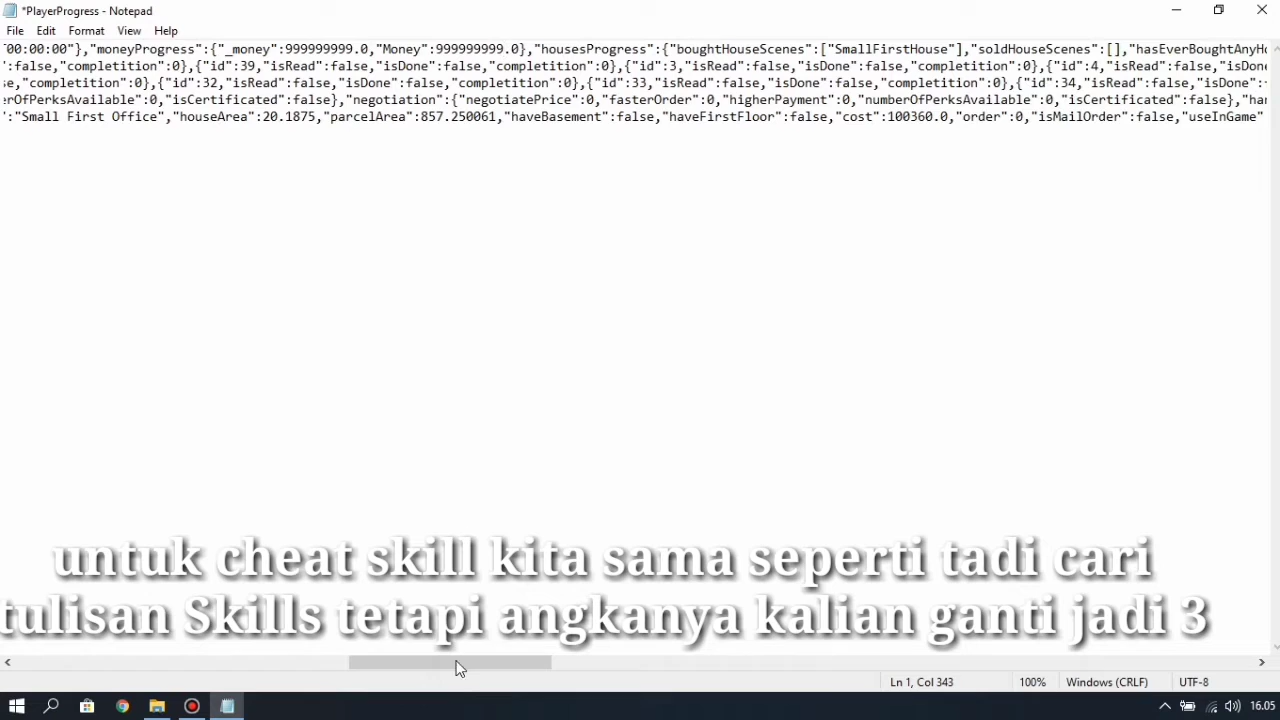 *PlayerProgress - Notepad
File Edit Format View Help
00:00:00"},"moneyProgress":{"_money":999999999.0,"Money":999999999.0},"housesProgress":{"boughtHouseScenes":["SmallFirstHouse"],"soldHouseScenes":[],"hasEverBoughtAnyHo
":false,"completition":0},{"id":39,"isRead":false,"isDone":false,"completition":0},{"id":3,"isRead":false,"isDone":false,"completition":0},{"id":4,"isRead":false,"isDone
se,"completition":0},{"id":32,"isRead":false,"isDone":false,"completition":0},{"id":33,"isRead":false,"isDone":false,"completition":0},{"id":34,"isRead":false,"isDone":
erOfPerksAvailable":0,"isCertificated":false},"negotiation":{"negotiatePrice":0,"fasterOrder":0,"higherPayment":0,"numberOfPerksAvailable":0,"isCertificated":false},"han
":"Small First Office","houseArea":20.1875,"parcelArea":857.250061,"haveBasement":false,"haveFirstFloor":false,"cost":100360.0,"order":0,"isMailOrder":false,"useInGame"
untuk cheat skill kita sama seperti tadi cari
tulisan Skills tetapi angkanya kalian ganti jadi 3
Ln 1, Col 343 100% Windows (CRLF) UTF-8
16.05